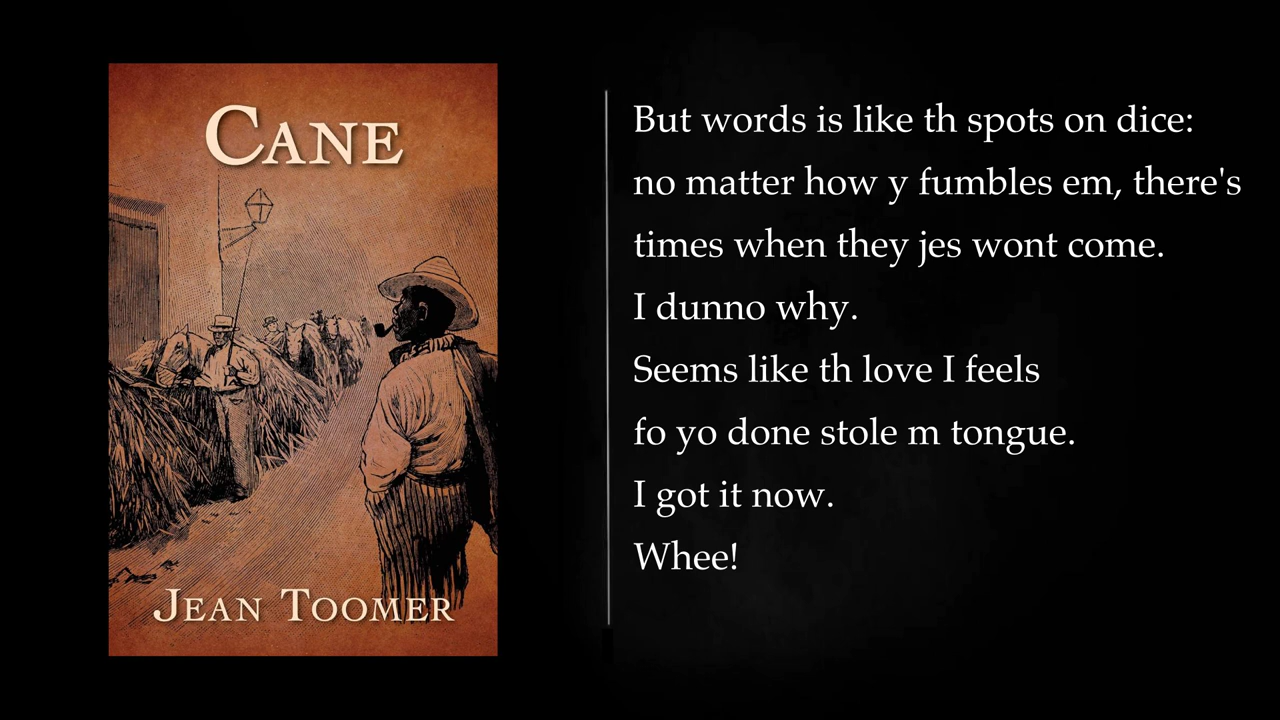 CANE
JEAN TOOMER
But words is like th spots on dice:
no matter how y fumbles em, there's
times when they jes wont come.
I dunno why.
Seems like th love I feels
fo yo done stole m tongue.
I got it now.
Whee!